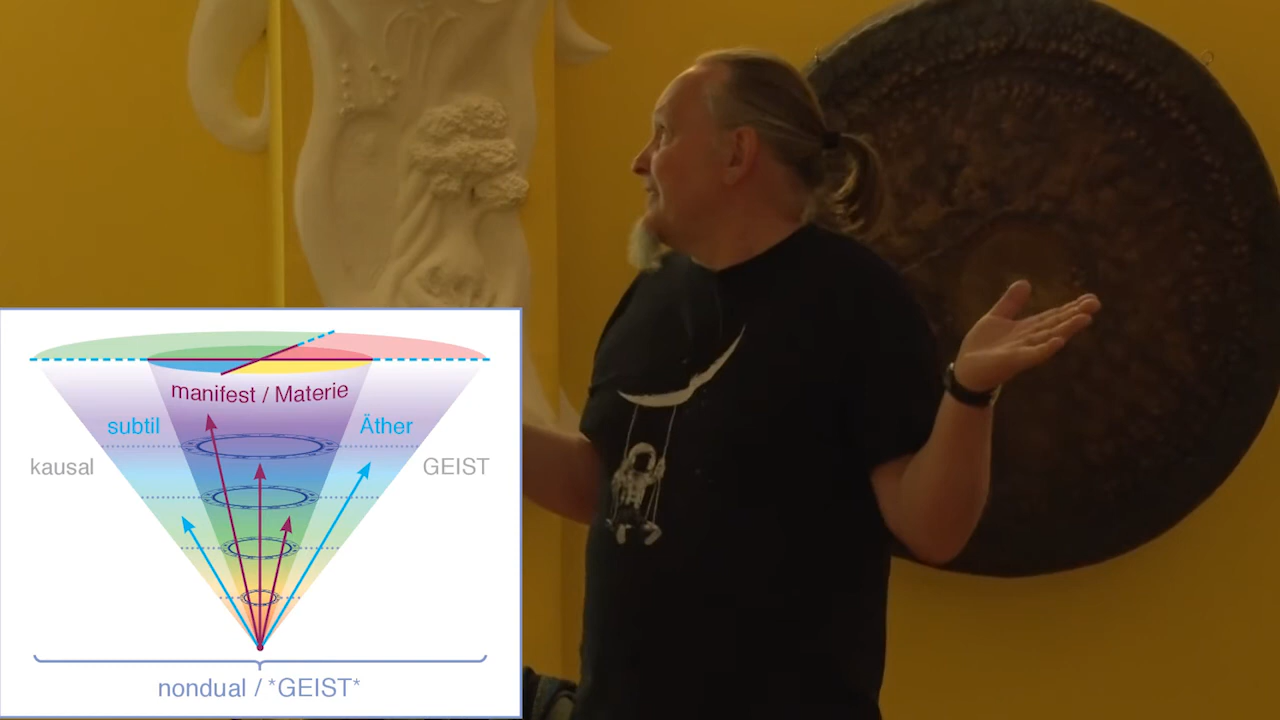 manifest / Materie
subtil
Äther
kausal
GEIST
nondual / *GEIST*